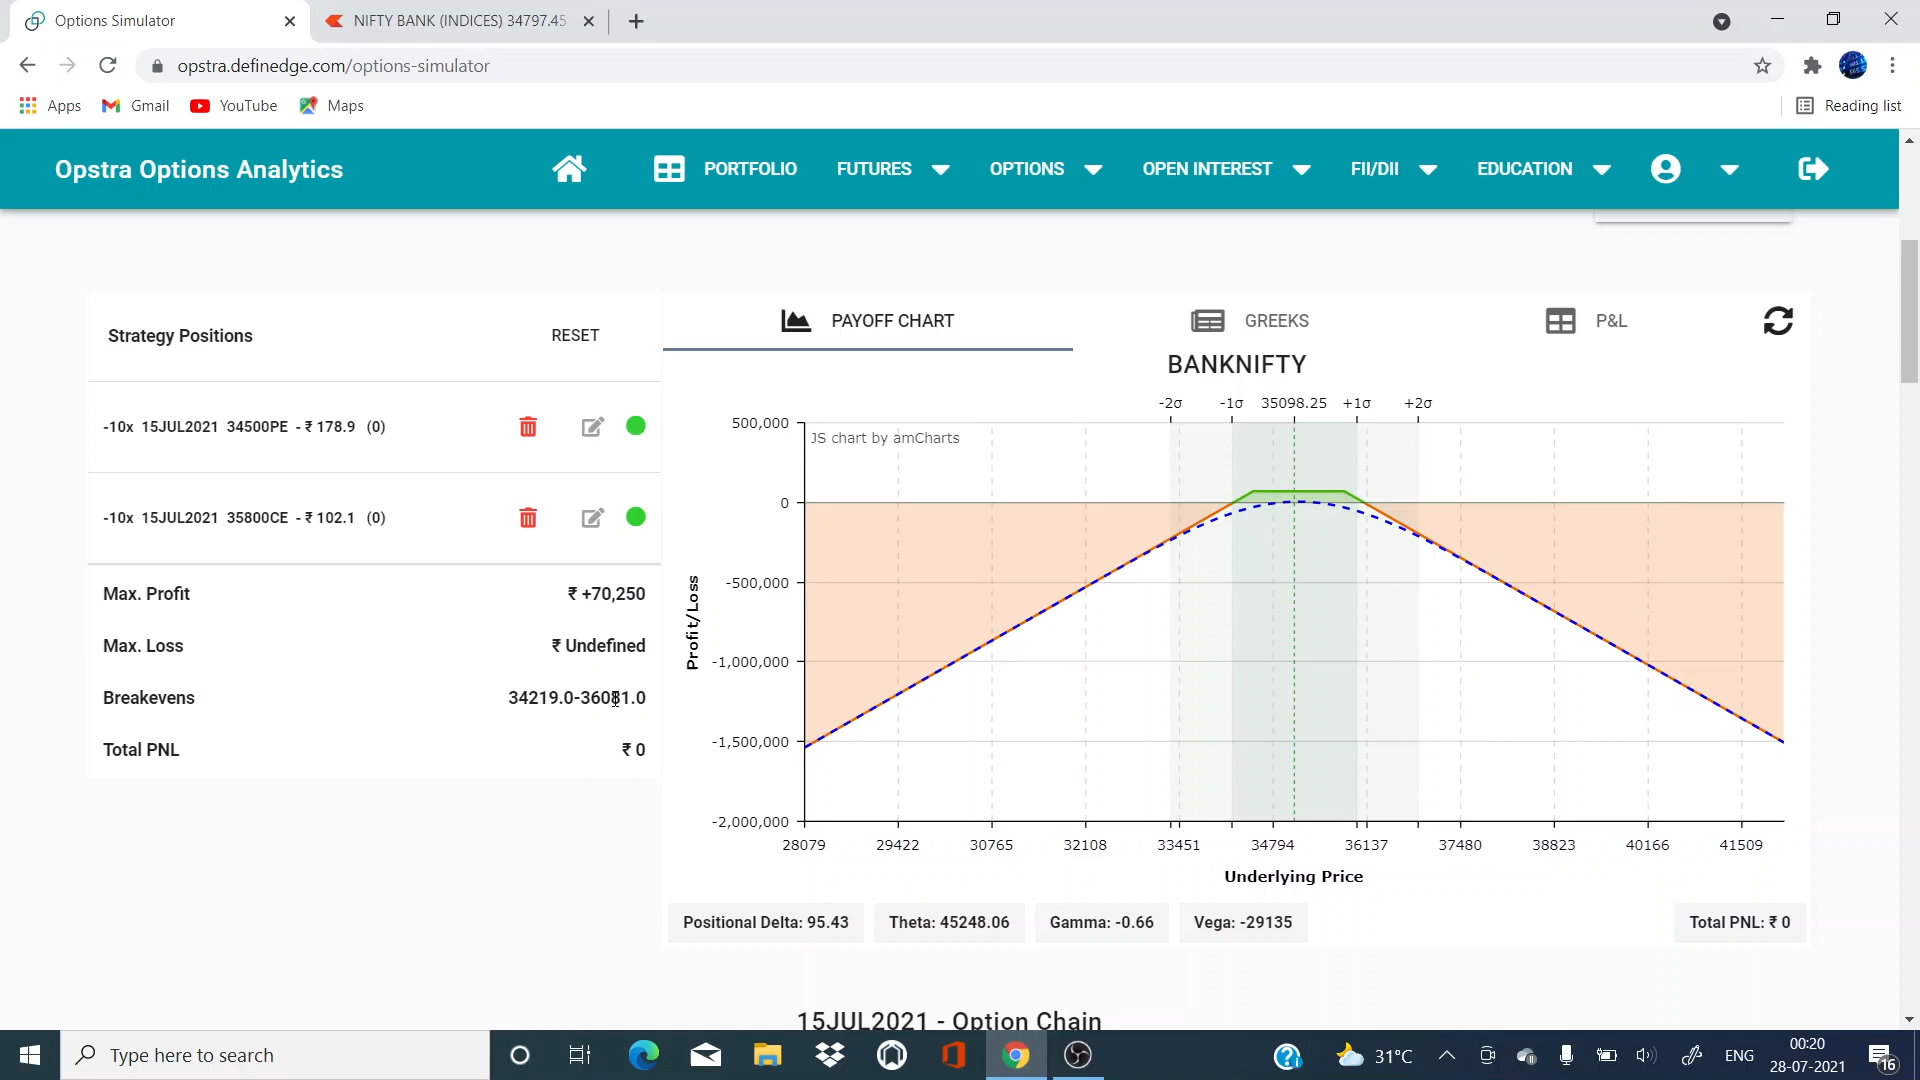 Options Simulator
NIFTY BANK (INDICES) 34797.45
opstra.definedge.com/options-simulator
Apps
Gmail
YouTube
Maps
Reading list
Opstra Options Analytics
PORTFOLIO
FUTURES
OPTIONS
OPEN INTEREST
FII/DII
EDUCATION
Strategy Positions
RESET
-10x 15JUL2021 34500PE - ₹ 178.9 (0)
-10x 15JUL2021 35800CE - ₹ 102.1 (0)
Max. Profit ₹ +70,250
Max. Loss ₹ Undefined
Breakevens 34219.0-36081.0
Total PNL ₹ 0
PAYOFF CHART
GREEKS
P&L
BANKNIFTY
-2σ -1σ 35098.25 +1σ +2σ
JS chart by amCharts
500,000
0
-500,000
-1,000,000
-1,500,000
-2,000,000
Profit/Loss
28079 29422 30765 32108 33451 34794 36137 37480 38823 40166 41509
Underlying Price
Positional Delta: 95.43
Theta: 45248.06
Gamma: -0.66
Vega: -29135
Total PNL: ₹ 0
15JUL2021 - Option Chain
Type here to search
31°C
ENG
00:20
28-07-2021
16